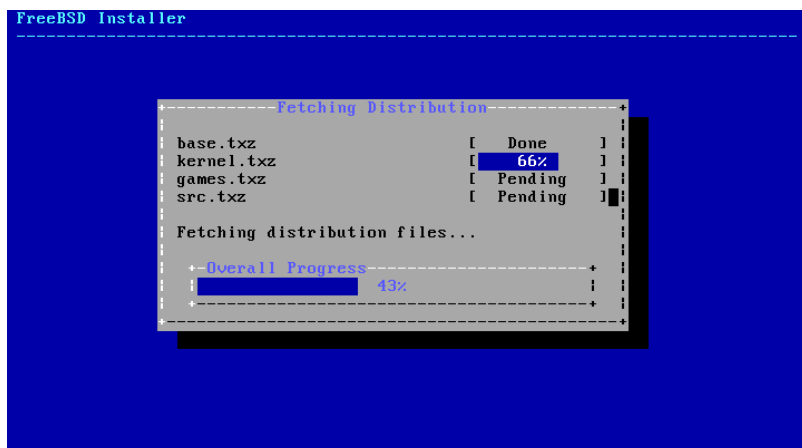 FreeBSD Installer
Fetching Distribution
base.txz [ Done ]
kernel.txz [ 66% ]
games.txz [ Pending ]
src.txz [ Pending ]
Fetching distribution files...
Overall Progress
43%